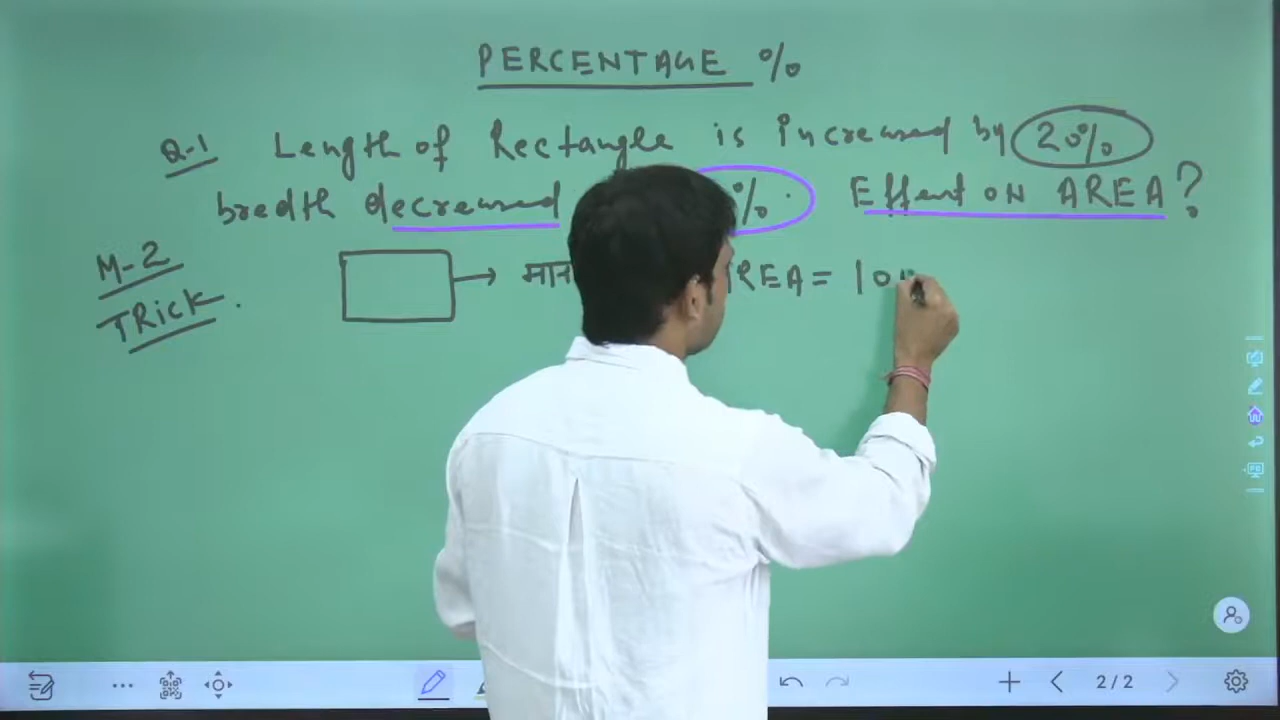 PERCENTAGE %
Q-1 Length of Rectangle is increased by 20%
bredth decreased % Effect ON AREA?
M-2 मान REA = 10
TRICK.
2/2